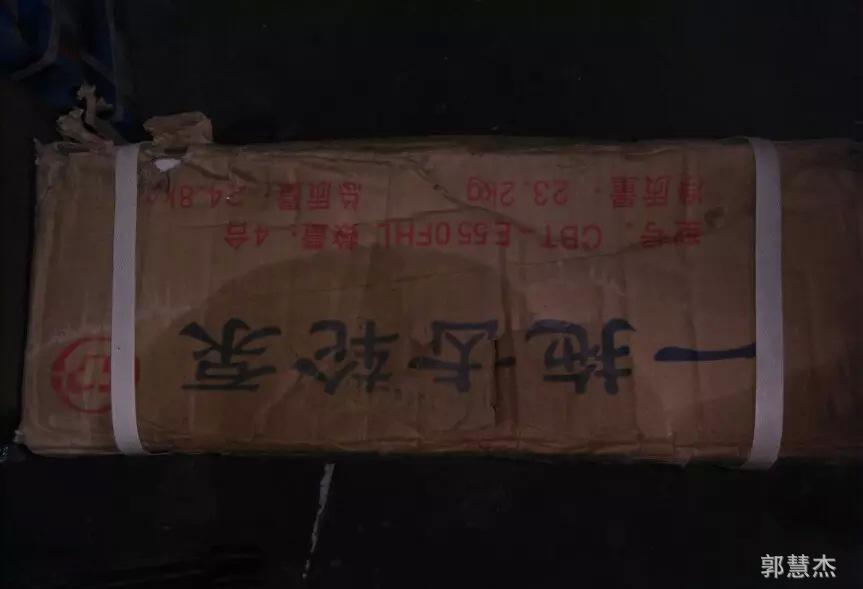 一拖齿轮泵
型号:CBT-E550FHL 数量:4台
净质量:23.2kg 总质量:24.8kg
郭慧杰